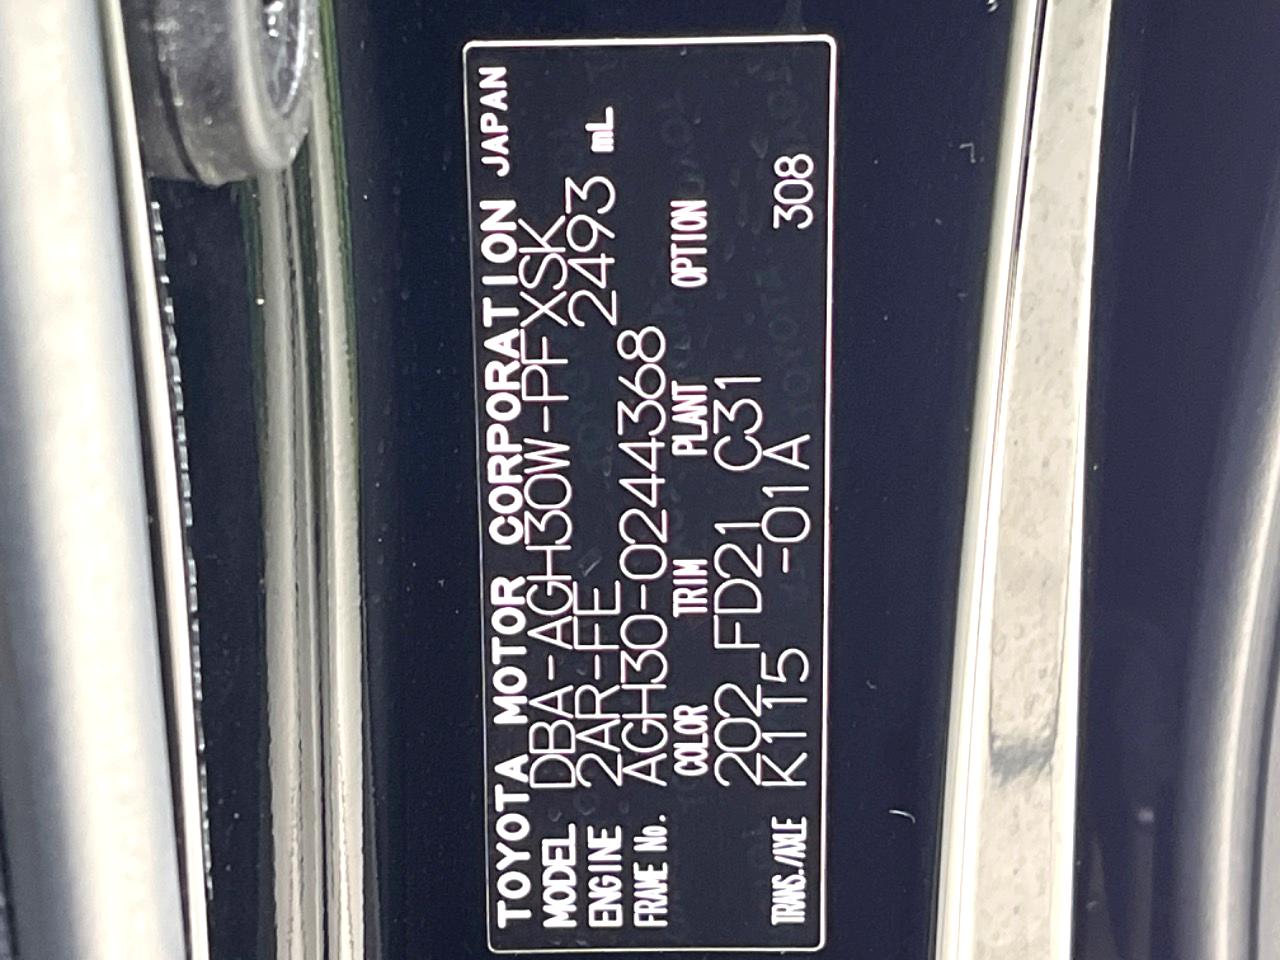 TOYOTA MOTOR CORPORATION JAPAN
MODEL DBA-AGH30W-PFXSK
ENGINE 2AR-FE 2493 mL
FRAME No. AGH30-0244368
COLOR TRIM PLANT OPTION
202 FD21 C31
TRANS./AXLE K115 -01A 308